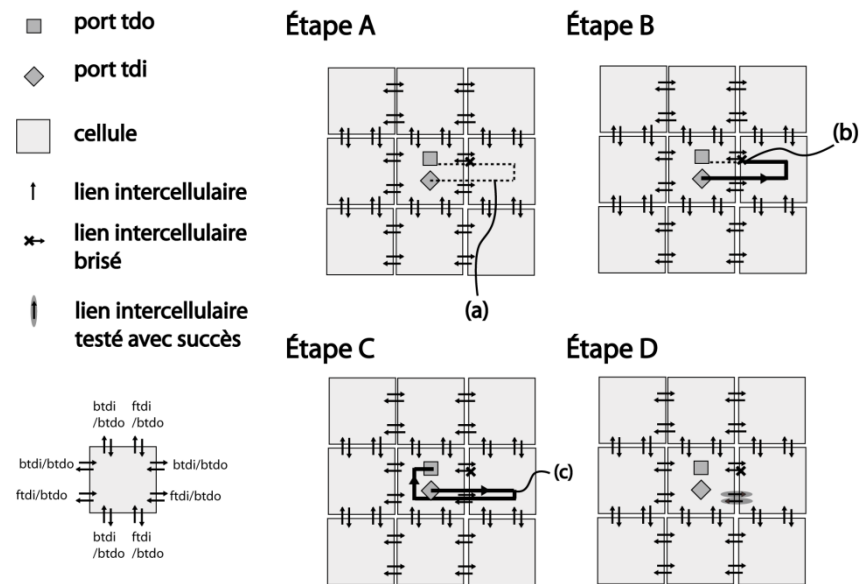 port tdo
port tdi
cellule
lien intercellulaire
lien intercellulaire
brisé
lien intercellulaire
testé avec succès
btdi
/btdo
ftdi
/btdo
btdi/btdo
btdi/btdo
ftdi/btdo
ftdi/btdo
btdi
/btdo
ftdi
/btdo
Étape A
(a)
Étape B
(b)
Étape C
(c)
Étape D